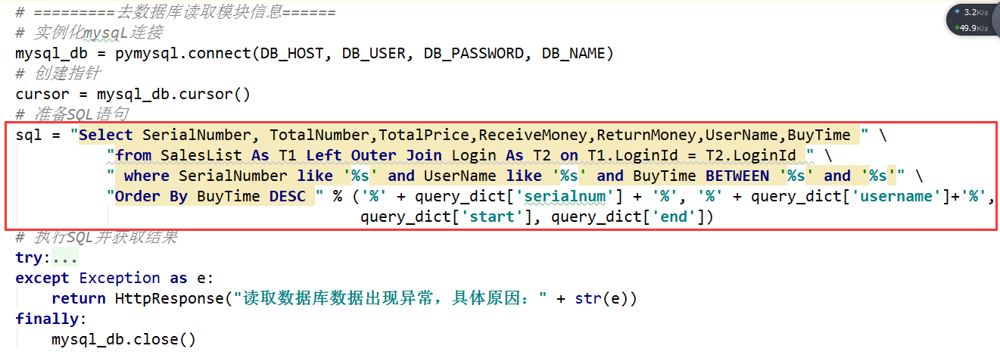 # =========去数据库读取模块信息======
↑ 3.2K/s
# 实例化mysqL连接
↓49.9K/s
mysql_db = pymysql.connect(DB_HOST, DB_USER, DB_PASSWORD, DB_NAME)
# 创建指针
cursor = mysql_db.cursor()
# 准备SQL语句
sql = "Select SerialNumber, TotalNumber,TotalPrice,ReceiveMoney,ReturnMoney,UserName,BuyTime " \
"from SalesList As T1 Left Outer Join Login As T2 on T1.LoginId = T2.LoginId " \
" where SerialNumber like '%s' and UserName like '%s' and BuyTime BETWEEN '%s' and '%s'" \
"Order By BuyTime DESC " % ('%' + query_dict['serialnum'] + '%', '%' + query_dict['username']+'%',
query_dict['start'], query_dict['end'])
# 执行SQL并获取结果
try:...
except Exception as e:
return HttpResponse("读取数据库数据出现异常，具体原因：" + str(e))
finally:
mysql_db.close()